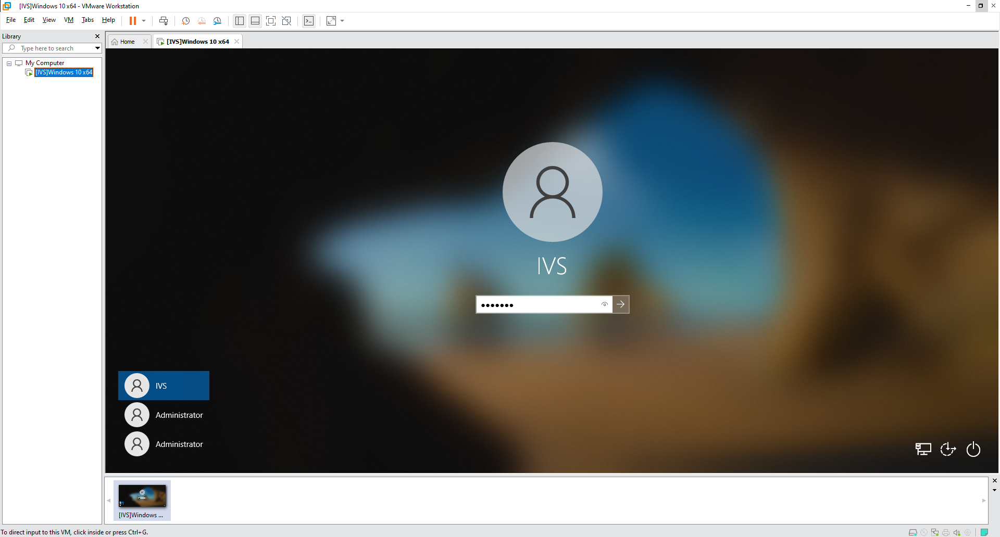 [IVS]Windows 10 x64 - VMware Workstation
File Edit View VM Tabs Help
Library
Type here to search
My Computer
[IVS]Windows 10 x64
Home
[IVS]Windows 10 x64
IVS
IVS
Administrator
Administrator
[IVS]Windows ...
To direct input to this VM, click inside or press Ctrl+G.